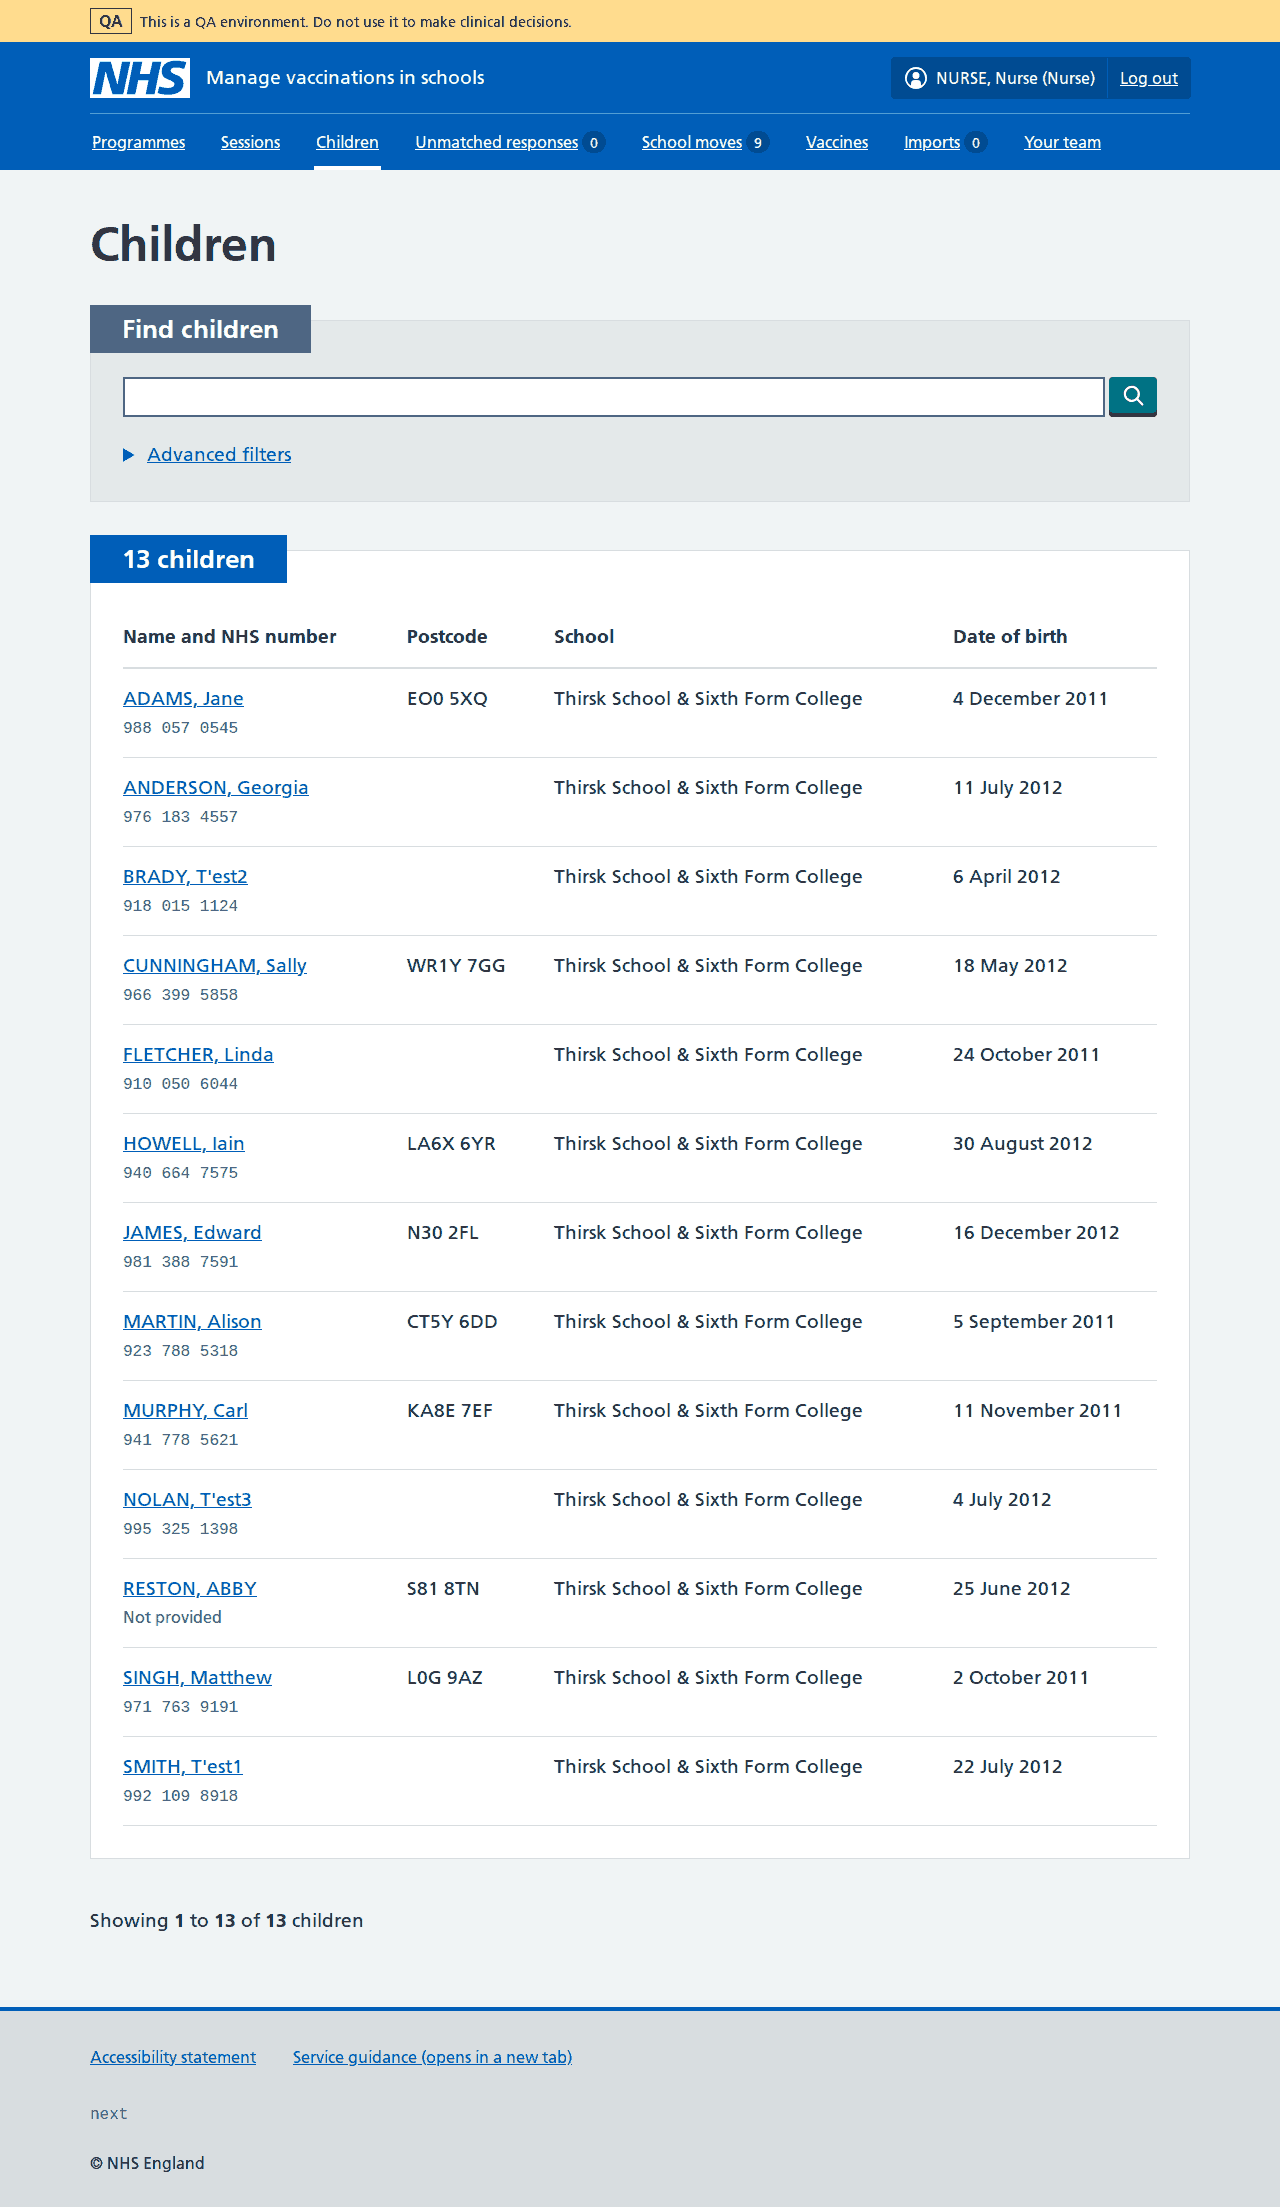 QA This is a QA environment. Do not use it to make clinical decisions.
NHS Manage vaccinations in schools NURSE, Nurse (Nurse) Log out
Programmes Sessions Children Unmatched responses 0 School moves 9 Vaccines Imports 0 Your team
Children
Find children
Advanced filters
13 children
Name and NHS number Postcode School Date of birth
ADAMS, Jane EO0 5XQ Thirsk School & Sixth Form College 4 December 2011
988 057 0545
ANDERSON, Georgia Thirsk School & Sixth Form College 11 July 2012
976 183 4557
BRADY, T'est2 Thirsk School & Sixth Form College 6 April 2012
918 015 1124
CUNNINGHAM, Sally WR1Y 7GG Thirsk School & Sixth Form College 18 May 2012
966 399 5858
FLETCHER, Linda Thirsk School & Sixth Form College 24 October 2011
910 050 6044
HOWELL, Iain LA6X 6YR Thirsk School & Sixth Form College 30 August 2012
940 664 7575
JAMES, Edward N30 2FL Thirsk School & Sixth Form College 16 December 2012
981 388 7591
MARTIN, Alison CT5Y 6DD Thirsk School & Sixth Form College 5 September 2011
923 788 5318
MURPHY, Carl KA8E 7EF Thirsk School & Sixth Form College 11 November 2011
941 778 5621
NOLAN, T'est3 Thirsk School & Sixth Form College 4 July 2012
995 325 1398
RESTON, ABBY S81 8TN Thirsk School & Sixth Form College 25 June 2012
Not provided
SINGH, Matthew L0G 9AZ Thirsk School & Sixth Form College 2 October 2011
971 763 9191
SMITH, T'est1 Thirsk School & Sixth Form College 22 July 2012
992 109 8918
Showing 1 to 13 of 13 children
Accessibility statement Service guidance (opens in a new tab)
next
© NHS England